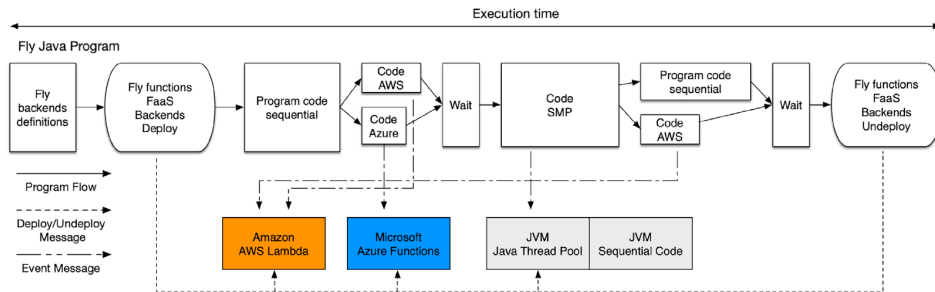 Execution time
Fly Java Program
Fly
backends
definitions
Fly functions
FaaS
Backends
Deploy
Program code
sequential
Code
AWS
Code
Azure
Wait
Code
SMP
Program code
sequential
Code
AWS
Wait
Fly functions
FaaS
Backends
Undeploy
Program Flow
Deploy/Undeploy
Message
Event Message
Amazon
AWS Lambda
Microsoft
Azure Functions
JVM
Java Thread Pool
JVM
Sequential Code